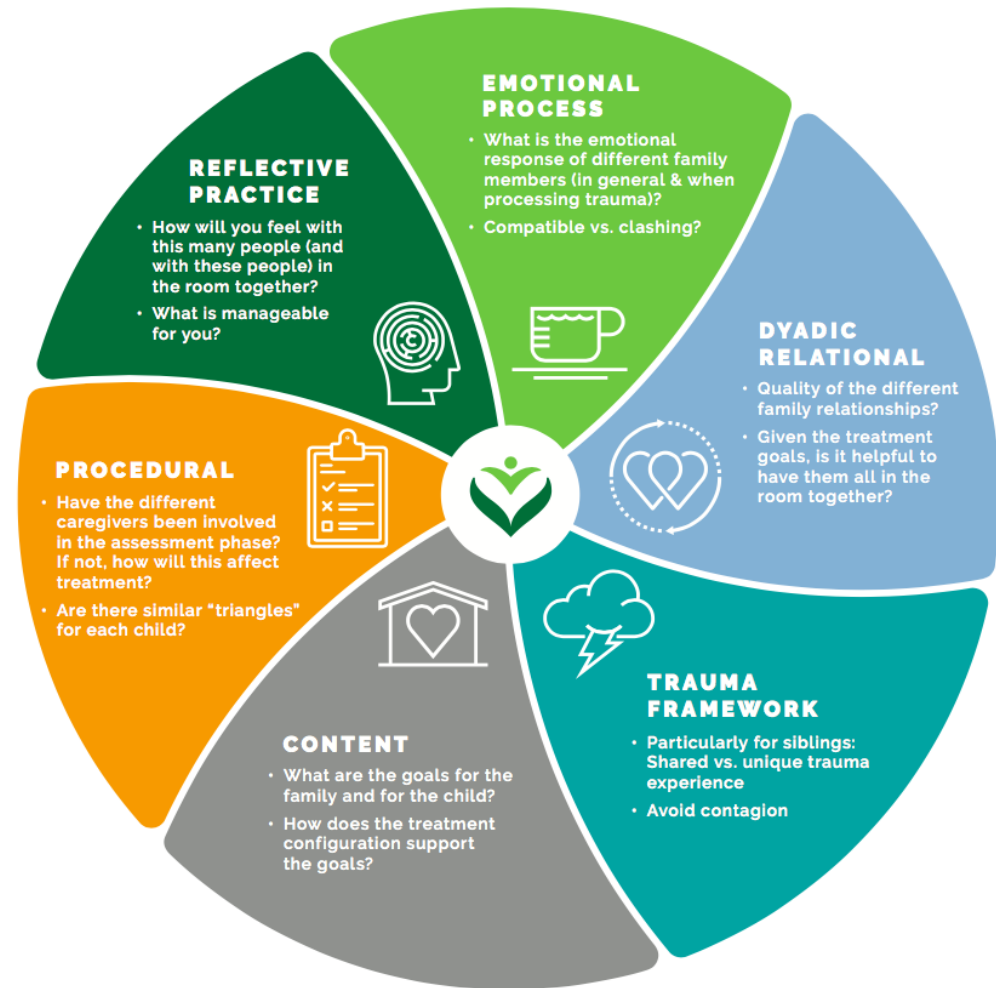 EMOTIONAL
PROCESS
• What is the emotional
response of different family
members (in general & when
processing trauma)?
• Compatible vs. clashing?
DYADIC
RELATIONAL
• Quality of the different
family relationships?
• Given the treatment
goals, is it helpful to
have them all in the
room together?
TRAUMA
FRAMEWORK
• Particularly for siblings:
Shared vs. unique trauma
experience
• Avoid contagion
CONTENT
• What are the goals for the
family and for the child?
• How does the treatment
configuration support
the goals?
PROCEDURAL
• Have the different
caregivers been involved
in the assessment phase?
If not, how will this affect
treatment?
• Are there similar “triangles”
for each child?
REFLECTIVE
PRACTICE
• How will you feel with
this many people (and
with these people) in
the room together?
• What is manageable
for you?